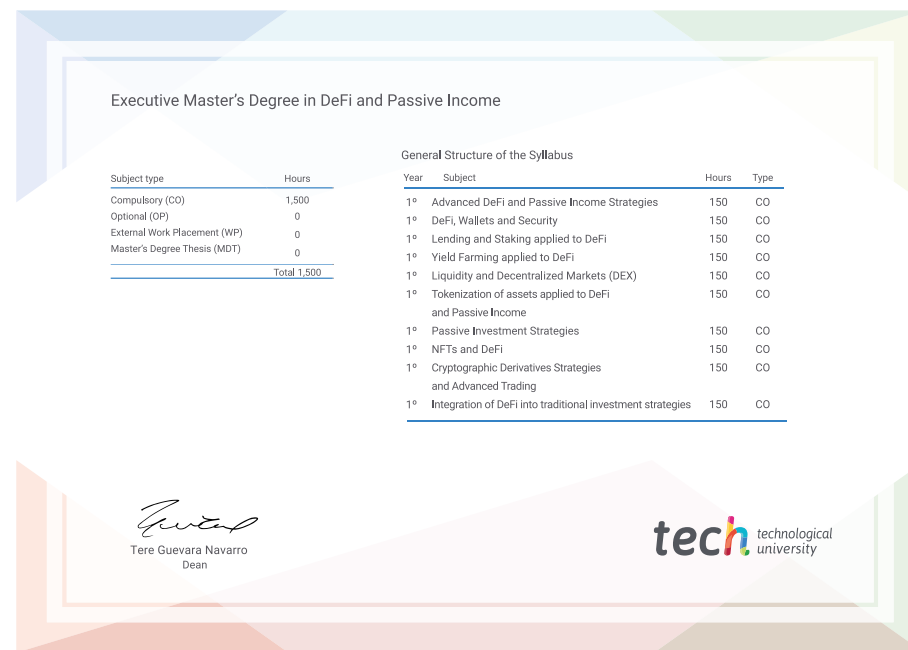 Executive Master's Degree in DeFi and Passive Income
Subject type Hours
Compulsory (CO) 1,500
Optional (OP) 0
External Work Placement (WP) 0
Master's Degree Thesis (MDT) 0
Total 1,500
General Structure of the Syllabus
Year Subject Hours Type
1º Advanced DeFi and Passive Income Strategies 150 CO
1º DeFi, Wallets and Security 150 CO
1º Lending and Staking applied to DeFi 150 CO
1º Yield Farming applied to DeFi 150 CO
1º Liquidity and Decentralized Markets (DEX) 150 CO
1º Tokenization of assets applied to DeFi 150 CO
and Passive Income
1º Passive Investment Strategies 150 CO
1º NFTs and DeFi 150 CO
1º Cryptographic Derivatives Strategies 150 CO
and Advanced Trading
1º Integration of DeFi into traditional investment strategies 150 CO
Tere Guevara Navarro
Dean
tech technological
university